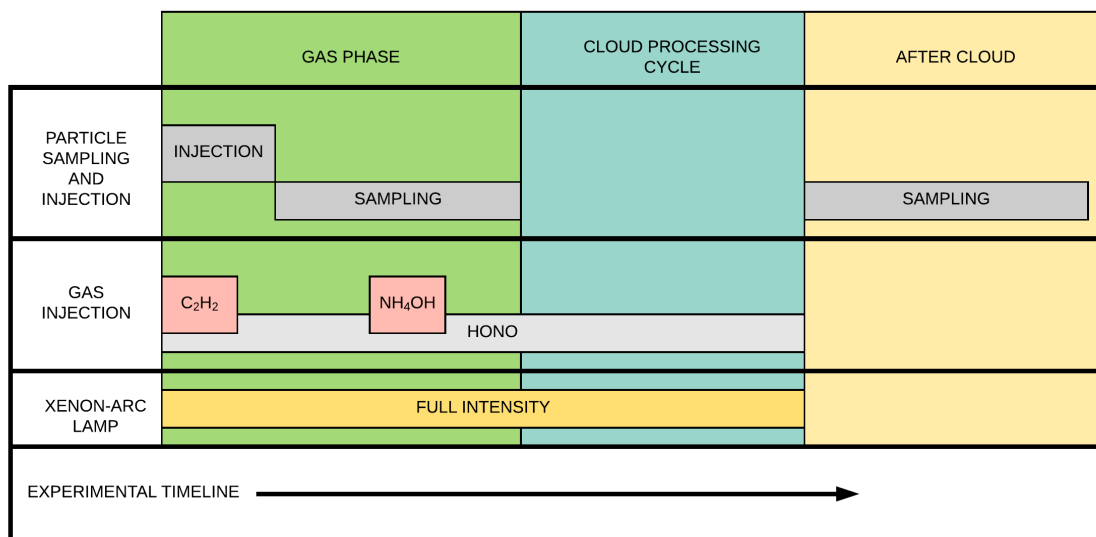 GAS PHASE
CLOUD PROCESSING
CYCLE
AFTER CLOUD
PARTICLE
SAMPLING
AND
INJECTION
INJECTION
SAMPLING
SAMPLING
GAS
INJECTION
C₂H₂
NH₄OH
HONO
XENON-ARC
LAMP
FULL INTENSITY
EXPERIMENTAL TIMELINE